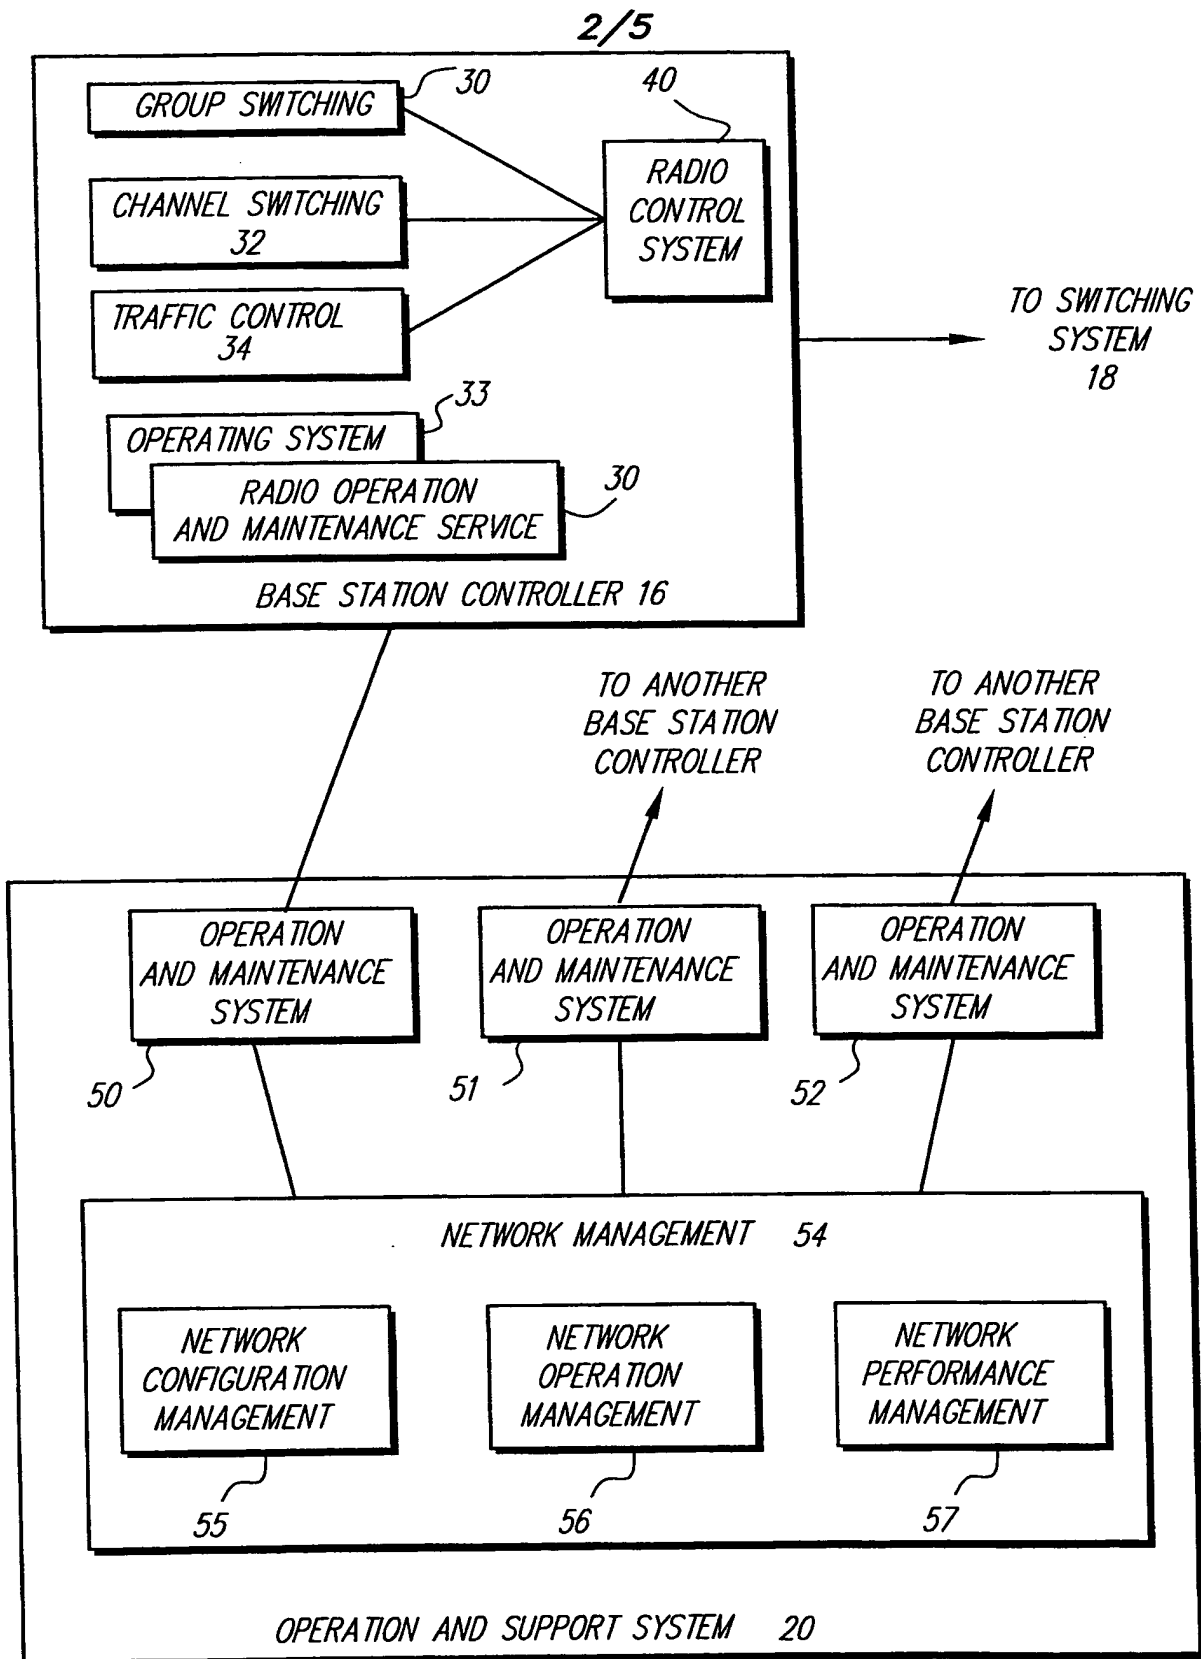 2/5
GROUP SWITCHING
30
40
RADIO
CONTROL
SYSTEM
CHANNEL SWITCHING
32
TRAFFIC CONTROL
34
TO SWITCHING
SYSTEM
18
33
OPERATING SYSTEM
RADIO OPERATION
AND MAINTENANCE SERVICE
30
BASE STATION CONTROLLER 16
TO ANOTHER
BASE STATION
CONTROLLER
TO ANOTHER
BASE STATION
CONTROLLER
OPERATION
AND MAINTENANCE
SYSTEM
50
OPERATION
AND MAINTENANCE
SYSTEM
51
OPERATION
AND MAINTENANCE
SYSTEM
52
NETWORK MANAGEMENT 54
NETWORK
CONFIGURATION
MANAGEMENT
55
NETWORK
OPERATION
MANAGEMENT
56
NETWORK
PERFORMANCE
MANAGEMENT
57
OPERATION AND SUPPORT SYSTEM 20